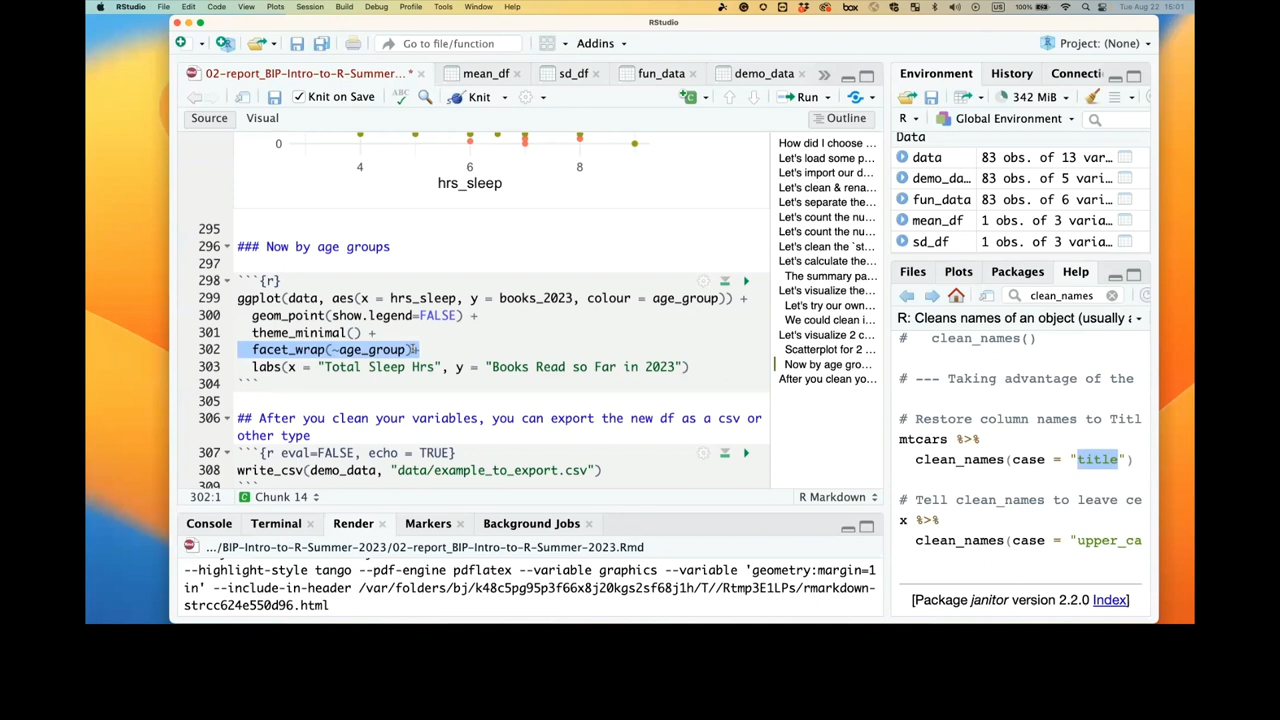 RStudio File Edit Code View Plots Session Build Debug Profile Tools Window Help box US 100% Tue Aug 22 15:01
RStudio
Go to file/function Addins Project: (None)
02-report_BIP-Intro-to-R-Summer...* mean_df sd_df fun_data demo_data
Knit on Save ABC Knit Run
Source Visual Outline
0
4 6 8
hrs_sleep
295
296 ### Now by age groups
297
298 ```{r}
299 ggplot(data, aes(x = hrs_sleep, y = books_2023, colour = age_group)) +
300 geom_point(show.legend=FALSE) +
301 theme_minimal() +
302 facet_wrap(~age_group)+
303 labs(x = "Total Sleep Hrs", y = "Books Read so Far in 2023")
304 ```
305
306 ## After you clean your variables, you can export the new df as a csv or
other type
307 ```{r eval=FALSE, echo = TRUE}
308 write_csv(demo_data, "data/example_to_export.csv")
309 ```
302:1 Chunk 14 R Markdown
How did I choose ...
Let's load some p...
Let's import our d...
Let's clean & rena...
Let's separate the...
Let's count the nu...
Let's count the nu...
Let's clean the `st...
Let's calculate the...
The summary pa...
Let's visualize the...
Let's try our own...
We could clean i...
Let's visualize 2 c...
Scatterplot for 2 ...
Now by age gro...
After you clean yo...
Console Terminal Render Markers Background Jobs
.../BIP-Intro-to-R-Summer-2023/02-report_BIP-Intro-to-R-Summer-2023.Rmd
--highlight-style tango --pdf-engine pdflatex --variable graphics --variable 'geometry:margin=1
in' --include-in-header /var/folders/bj/k48c5pg95p3f66x8j20kgs2sf68j1h/T//Rtmp3E1LPs/rmarkdown-
strcc624e550d96.html
Environment History Connecti
342 MiB
R Global Environment
Data
data 83 obs. of 13 var...
demo_da... 83 obs. of 5 vari...
fun_data 83 obs. of 6 vari...
mean_df 1 obs. of 3 varia...
sd_df 1 obs. of 3 varia...
Files Plots Packages Help
clean_names
R: Cleans names of an object (usually a
# clean_names()
# --- Taking advantage of the
# Restore column names to Titl
mtcars %>%
clean_names(case = "title")
# Tell clean_names to leave ce
x %>%
clean_names(case = "upper_ca
[Package janitor version 2.2.0 Index]